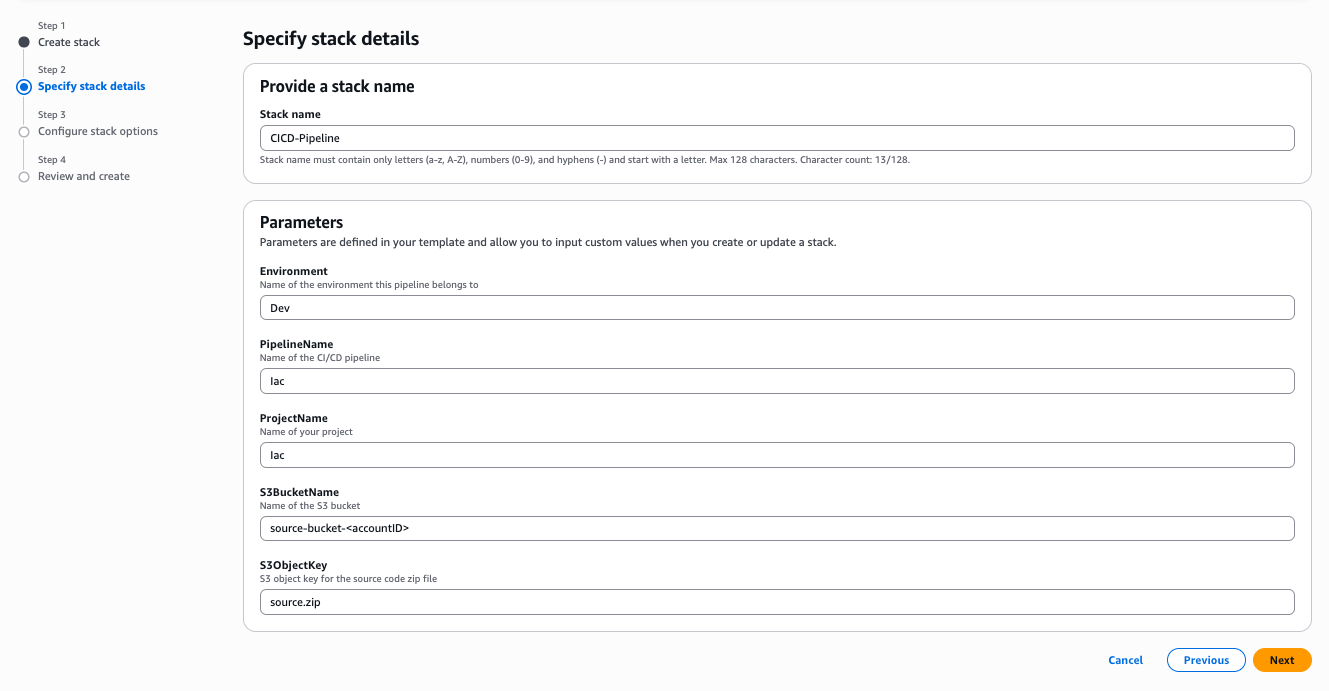 Step 1
Create stack
Step 2
Specify stack details
Step 3
Configure stack options
Step 4
Review and create
Specify stack details
Provide a stack name
Stack name
CICD-Pipeline
Stack name must contain only letters (a-z, A-Z), numbers (0-9), and hyphens (-) and start with a letter. Max 128 characters. Character count: 13/128.
Parameters
Parameters are defined in your template and allow you to input custom values when you create or update a stack.
Environment
Name of the environment this pipeline belongs to
Dev
PipelineName
Name of the CI/CD pipeline
Iac
ProjectName
Name of your project
Iac
S3BucketName
Name of the S3 bucket
source-bucket-<accountID>
S3ObjectKey
S3 object key for the source code zip file
source.zip
Cancel
Previous
Next